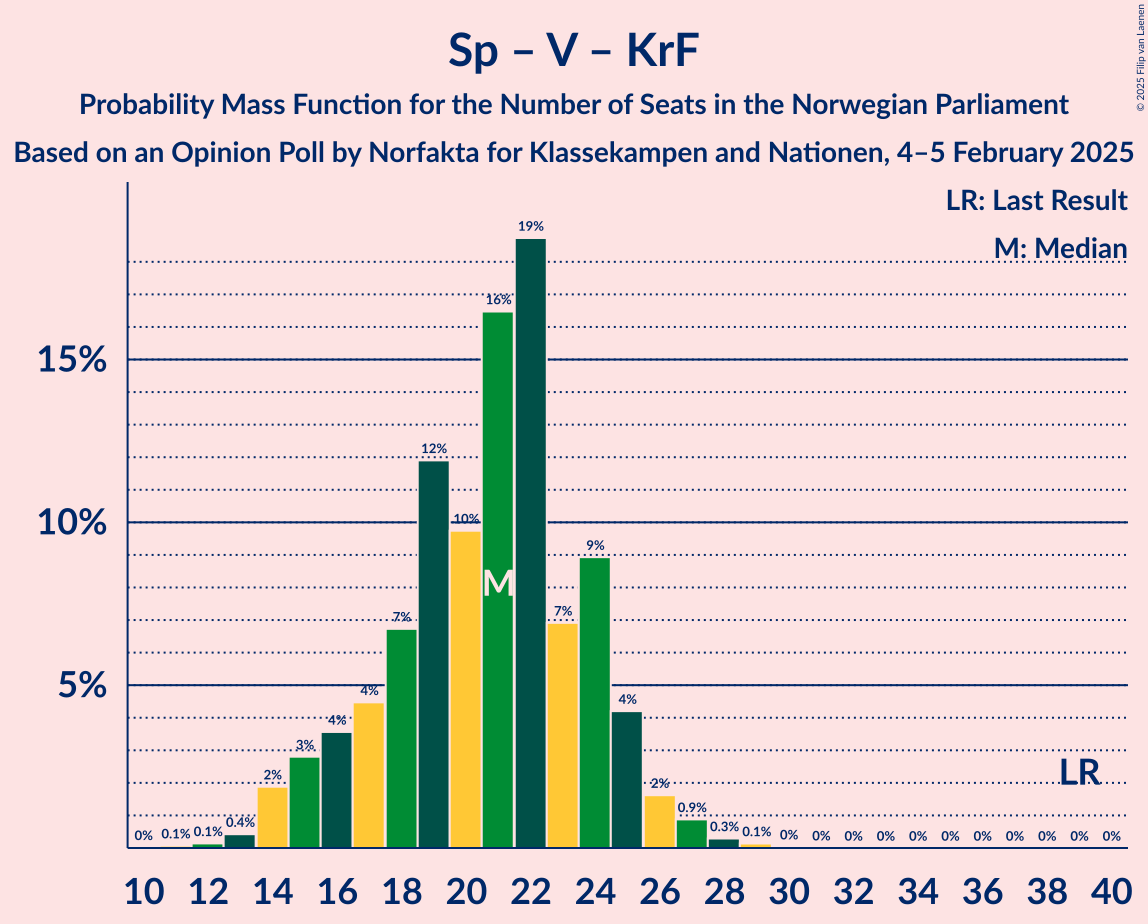 Sp – V – KrF
Probability Mass Function for the Number of Seats in the Norwegian Parliament
Based on an Opinion Poll by Norfakta for Klassekampen and Nationen, 4–5 February 2025
© 2025 Filip van Laenen
LR: Last Result
M: Median
15%
10%
5%
0% 0.1% 0.1% 0.4% 2% 3% 4% 4% 7% 12% 10% 16% 19% 7% 9% 4% 2% 0.9% 0.3% 0.1% 0% 0% 0% 0% 0% 0% 0% 0% 0% 0% 0%
M
LR
10 12 14 16 18 20 22 24 26 28 30 32 34 36 38 40